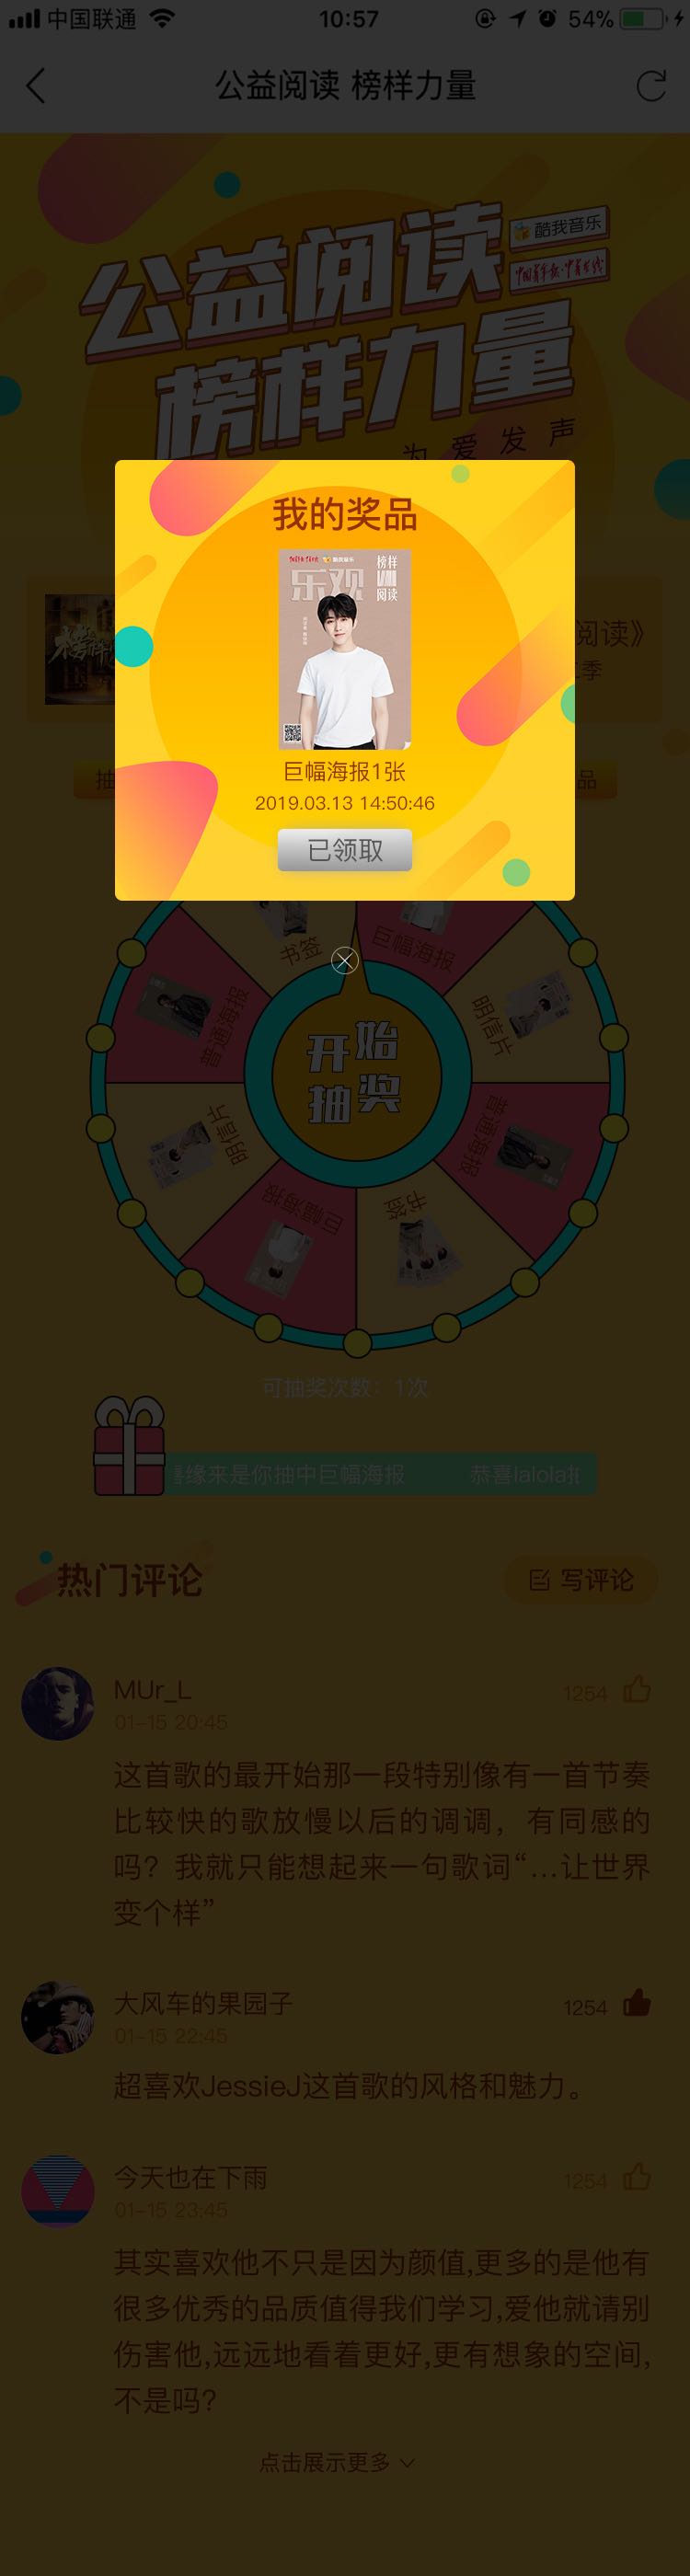 中国联通
10:57
54%
公益阅读 榜样力量
公益阅读
酷我音乐
中国青年报·中青在线
榜样力量
为爱发声
我的奖品
酷我音乐
榜样
阅读
乐观
阅读》
季
巨幅海报1张
2019.03.13 14:50:46
已领取
抽
品
书签
巨幅海报
普通海报
明信片
开始
抽奖
明信片
普通海报
巨幅海报
书签
可抽奖次数：1次
缘来是你抽中巨幅海报
恭喜lalola
热门评论
写评论
MUr_L
1254
01-15 20:45
这首歌的最开始那一段特别像有一首节奏
比较快的歌放慢以后的调调，有同感的
吗？我就只能想起来一句歌词“...让世界
变个样”
大风车的果园子
1254
01-15 22:45
超喜欢JessieJ这首歌的风格和魅力。
今天也在下雨
1254
01-15 23:45
其实喜欢他不只是因为颜值,更多的是他有
很多优秀的品质值得我们学习,爱他就请别
伤害他,远远地看着更好,更有想象的空间,
不是吗?
点击展示更多